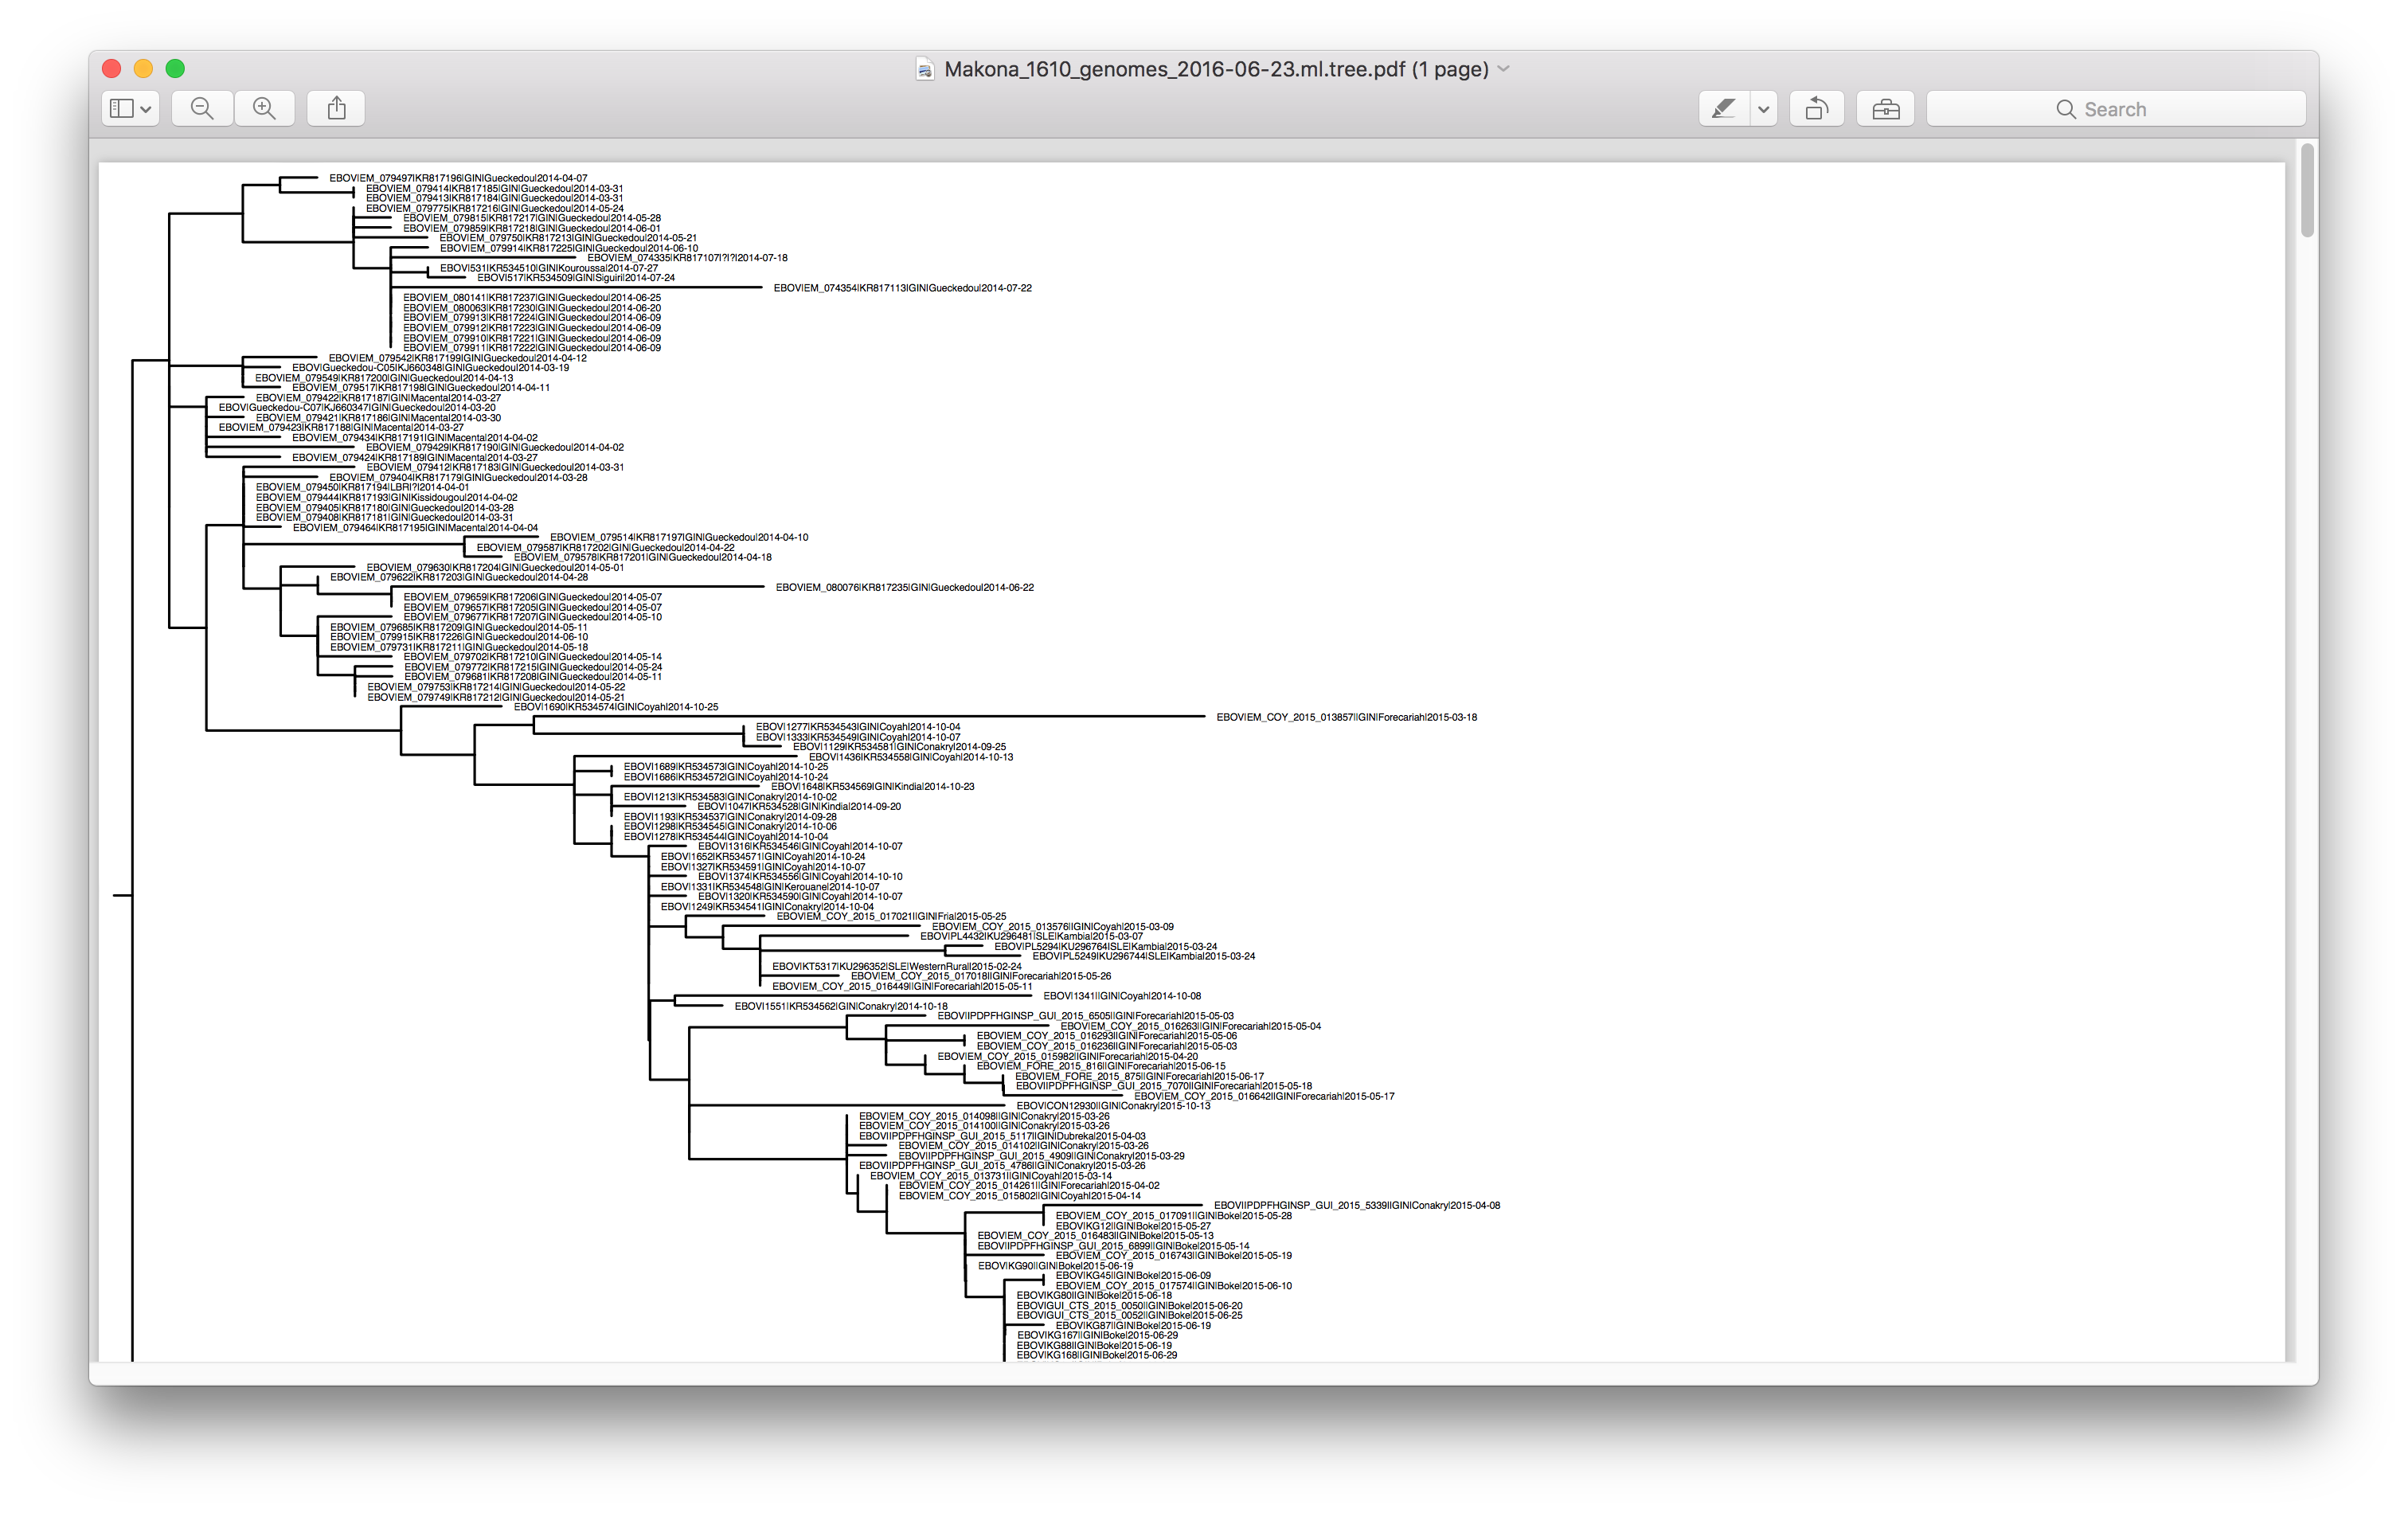 Makona_1610_genomes_2016-06-23.ml.tree.pdf (1 page)
Search
EBOV|EM_079497|KR817196|GIN|Gueckedou|2014-04-07
EBOV|EM_079414|KR817185|GIN|Gueckedou|2014-03-31
EBOV|EM_079413|KR817184|GIN|Gueckedou|2014-03-31
EBOV|EM_079775|KR817216|GIN|Gueckedou|2014-05-24
EBOV|EM_079815|KR817217|GIN|Gueckedou|2014-05-28
EBOV|EM_079859|KR817218|GIN|Gueckedou|2014-06-01
EBOV|EM_079750|KR817213|GIN|Gueckedou|2014-05-21
EBOV|EM_079914|KR817225|GIN|Gueckedou|2014-06-10
EBOV|EM_074335|KR817107|?|?|2014-07-18
EBOV|531|KR534510|GIN|Kouroussa|2014-07-27
EBOV|517|KR534509|GIN|Siguiri|2014-07-24
EBOV|EM_074354|KR817113|GIN|Gueckedou|2014-07-22
EBOV|EM_080141|KR817237|GIN|Gueckedou|2014-06-25
EBOV|EM_080063|KR817230|GIN|Gueckedou|2014-06-20
EBOV|EM_079913|KR817224|GIN|Gueckedou|2014-06-09
EBOV|EM_079912|KR817223|GIN|Gueckedou|2014-06-09
EBOV|EM_079910|KR817221|GIN|Gueckedou|2014-06-09
EBOV|EM_079911|KR817222|GIN|Gueckedou|2014-06-09
EBOV|EM_079542|KR817199|GIN|Gueckedou|2014-04-12
EBOV|Gueckedou-C05|KJ660348|GIN|Gueckedou|2014-03-19
EBOV|EM_079549|KR817200|GIN|Gueckedou|2014-04-13
EBOV|EM_079517|KR817198|GIN|Gueckedou|2014-04-11
EBOV|EM_079422|KR817187|GIN|Macenta|2014-03-27
EBOV|Gueckedou-C07|KJ660347|GIN|Gueckedou|2014-03-20
EBOV|EM_079421|KR817186|GIN|Macenta|2014-03-30
EBOV|EM_079423|KR817188|GIN|Macenta|2014-03-27
EBOV|EM_079434|KR817191|GIN|Macenta|2014-04-02
EBOV|EM_079429|KR817190|GIN|Gueckedou|2014-04-02
EBOV|EM_079424|KR817189|GIN|Macenta|2014-03-27
EBOV|EM_079412|KR817183|GIN|Gueckedou|2014-03-31
EBOV|EM_079404|KR817179|GIN|Gueckedou|2014-03-28
EBOV|EM_079450|KR817194|LBR|?|2014-04-01
EBOV|EM_079444|KR817193|GIN|Kissidougou|2014-04-02
EBOV|EM_079405|KR817180|GIN|Gueckedou|2014-03-28
EBOV|EM_079408|KR817181|GIN|Gueckedou|2014-03-31
EBOV|EM_079464|KR817195|GIN|Macenta|2014-04-04
EBOV|EM_079514|KR817197|GIN|Gueckedou|2014-04-10
EBOV|EM_079587|KR817202|GIN|Gueckedou|2014-04-22
EBOV|EM_079578|KR817201|GIN|Gueckedou|2014-04-18
EBOV|EM_079630|KR817204|GIN|Gueckedou|2014-05-01
EBOV|EM_079622|KR817203|GIN|Gueckedou|2014-04-28
EBOV|EM_080076|KR817235|GIN|Gueckedou|2014-06-22
EBOV|EM_079659|KR817206|GIN|Gueckedou|2014-05-07
EBOV|EM_079657|KR817205|GIN|Gueckedou|2014-05-07
EBOV|EM_079677|KR817207|GIN|Gueckedou|2014-05-10
EBOV|EM_079685|KR817209|GIN|Gueckedou|2014-05-11
EBOV|EM_079915|KR817226|GIN|Gueckedou|2014-06-10
EBOV|EM_079731|KR817211|GIN|Gueckedou|2014-05-18
EBOV|EM_079702|KR817210|GIN|Gueckedou|2014-05-14
EBOV|EM_079772|KR817215|GIN|Gueckedou|2014-05-24
EBOV|EM_079681|KR817208|GIN|Gueckedou|2014-05-11
EBOV|EM_079753|KR817214|GIN|Gueckedou|2014-05-22
EBOV|EM_079749|KR817212|GIN|Gueckedou|2014-05-21
EBOV|1690|KR534574|GIN|Coyah|2014-10-25
EBOV|EM_COY_2015_013857||GIN|Forecariah|2015-03-18
EBOV|1277|KR534543|GIN|Coyah|2014-10-04
EBOV|1333|KR534549|GIN|Coyah|2014-10-07
EBOV|1129|KR534581|GIN|Conakry|2014-09-25
EBOV|1436|KR534558|GIN|Coyah|2014-10-13
EBOV|1689|KR534573|GIN|Coyah|2014-10-25
EBOV|1686|KR534572|GIN|Coyah|2014-10-24
EBOV|1648|KR534569|GIN|Kindia|2014-10-23
EBOV|1213|KR534583|GIN|Conakry|2014-10-02
EBOV|1047|KR534528|GIN|Kindia|2014-09-20
EBOV|1193|KR534537|GIN|Conakry|2014-09-28
EBOV|1298|KR534545|GIN|Conakry|2014-10-06
EBOV|1278|KR534544|GIN|Coyah|2014-10-04
EBOV|1316|KR534546|GIN|Coyah|2014-10-07
EBOV|1652|KR534571|GIN|Coyah|2014-10-24
EBOV|1327|KR534591|GIN|Coyah|2014-10-07
EBOV|1374|KR534556|GIN|Coyah|2014-10-10
EBOV|1331|KR534548|GIN|Kerouane|2014-10-07
EBOV|1320|KR534590|GIN|Coyah|2014-10-07
EBOV|1249|KR534541|GIN|Conakry|2014-10-04
EBOV|EM_COY_2015_017021||GIN|Fria|2015-05-25
EBOV|EM_COY_2015_013576||GIN|Coyah|2015-03-09
EBOV|PL4432|KU296481|SLE|Kambia|2015-03-07
EBOV|PL5294|KU296764|SLE|Kambia|2015-03-24
EBOV|PL5249|KU296744|SLE|Kambia|2015-03-24
EBOV|KT5317|KU296352|SLE|WesternRural|2015-02-24
EBOV|EM_COY_2015_017018||GIN|Forecariah|2015-05-26
EBOV|EM_COY_2015_016449||GIN|Forecariah|2015-05-11
EBOV|1341||GIN|Coyah|2014-10-08
EBOV|1551|KR534562|GIN|Conakry|2014-10-18
EBOV|IPDPFHGINSP_GUI_2015_6505||GIN|Forecariah|2015-05-03
EBOV|EM_COY_2015_016263||GIN|Forecariah|2015-05-04
EBOV|EM_COY_2015_016293||GIN|Forecariah|2015-05-06
EBOV|EM_COY_2015_016236||GIN|Forecariah|2015-05-03
EBOV|EM_COY_2015_015982||GIN|Forecariah|2015-04-20
EBOV|EM_FORE_2015_816||GIN|Forecariah|2015-06-15
EBOV|EM_FORE_2015_875||GIN|Forecariah|2015-06-17
EBOV|IPDPFHGINSP_GUI_2015_7070||GIN|Forecariah|2015-05-18
EBOV|EM_COY_2015_016642||GIN|Forecariah|2015-05-17
EBOV|CON12930||GIN|Conakry|2015-10-13
EBOV|EM_COY_2015_014098||GIN|Conakry|2015-03-26
EBOV|EM_COY_2015_014100||GIN|Conakry|2015-03-26
EBOV|IPDPFHGINSP_GUI_2015_5117||GIN|Dubreka|2015-04-03
EBOV|EM_COY_2015_014102||GIN|Conakry|2015-03-26
EBOV|IPDPFHGINSP_GUI_2015_4909||GIN|Conakry|2015-03-29
EBOV|IPDPFHGINSP_GUI_2015_4786||GIN|Conakry|2015-03-26
EBOV|EM_COY_2015_013731||GIN|Coyah|2015-03-14
EBOV|EM_COY_2015_014261||GIN|Forecariah|2015-04-02
EBOV|EM_COY_2015_015802||GIN|Coyah|2015-04-14
EBOV|IPDPFHGINSP_GUI_2015_5339||GIN|Conakry|2015-04-08
EBOV|EM_COY_2015_017091||GIN|Boke|2015-05-28
EBOV|KG12||GIN|Boke|2015-05-27
EBOV|EM_COY_2015_016483||GIN|Boke|2015-05-13
EBOV|IPDPFHGINSP_GUI_2015_6899||GIN|Boke|2015-05-14
EBOV|EM_COY_2015_016743||GIN|Boke|2015-05-19
EBOV|KG90||GIN|Boke|2015-06-19
EBOV|KG45||GIN|Boke|2015-06-09
EBOV|EM_COY_2015_017574||GIN|Boke|2015-06-10
EBOV|KG80||GIN|Boke|2015-06-18
EBOV|GUI_CTS_2015_0050||GIN|Boke|2015-06-20
EBOV|GUI_CTS_2015_0052||GIN|Boke|2015-06-25
EBOV|KG87||GIN|Boke|2015-06-19
EBOV|KG167||GIN|Boke|2015-06-29
EBOV|KG88||GIN|Boke|2015-06-19
EBOV|KG168||GIN|Boke|2015-06-29